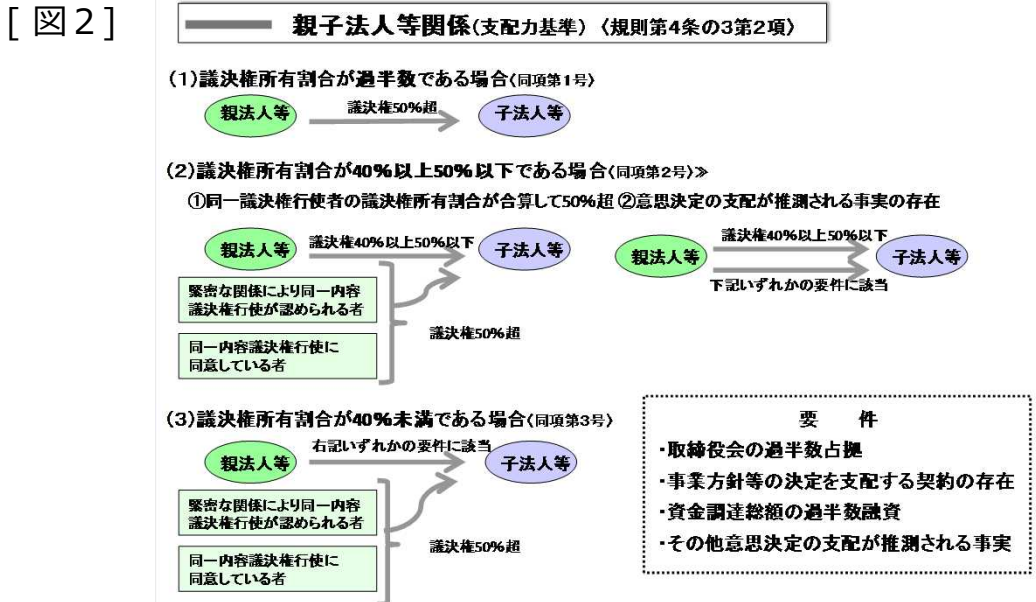 [図2]
親子法人等関係(支配力基準)〈規則第4条の3第2項〉
(1)議決権所有割合が過半数である場合〈同項第1号〉
親法人等
議決権50%超
子法人等
(2)議決権所有割合が40%以上50%以下である場合〈同項第2号〉≫
①同一議決権行使者の議決権所有割合が合算して50%超 ②意思決定の支配が推測される事実の存在
親法人等
議決権40%以上50%以下
子法人等
緊密な関係により同一内容
議決権行使が認められる者
同一内容議決権行使に
同意している者
議決権50%超
親法人等
議決権40%以上50%以下
子法人等
下記いずれかの要件に該当
(3)議決権所有割合が40%未満である場合〈同項第3号〉
親法人等
右記いずれかの要件に該当
子法人等
緊密な関係により同一内容
議決権行使が認められる者
同一内容議決権行使に
同意している者
議決権50%超
要 件
・取締役会の過半数占拠
・事業方針等の決定を支配する契約の存在
・資金調達総額の過半数融資
・その他意思決定の支配が推測される事実